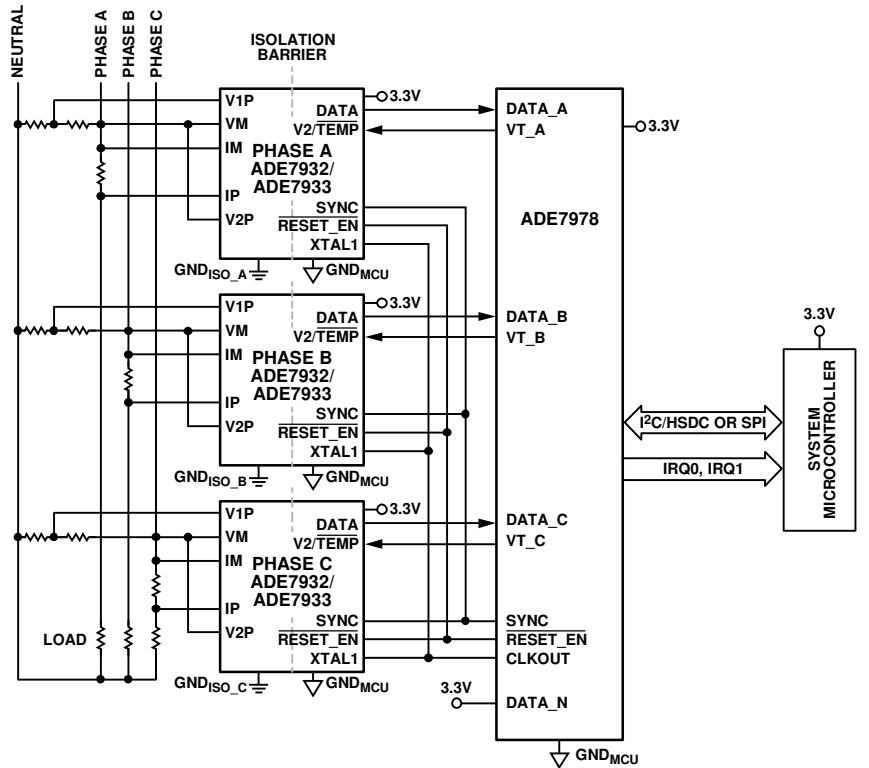 NEUTRAL
PHASE A
PHASE B
PHASE C
ISOLATION
BARRIER
V1P
VM
IM
IP
V2P
DATA
V2/TEMP
PHASE A
ADE7932/
ADE7933
SYNC
RESET_EN
XTAL1
3.3V
GNDISO_A
GNDMCU
V1P
VM
IM
IP
V2P
DATA
V2/TEMP
PHASE B
ADE7932/
ADE7933
SYNC
RESET_EN
XTAL1
3.3V
GNDISO_B
GNDMCU
V1P
VM
IM
IP
V2P
DATA
V2/TEMP
PHASE C
ADE7932/
ADE7933
SYNC
RESET_EN
XTAL1
3.3V
GNDISO_C
GNDMCU
LOAD
DATA_A
VT_A
3.3V
ADE7978
DATA_B
VT_B
DATA_C
VT_C
SYNC
RESET_EN
CLKOUT
3.3V
DATA_N
GNDMCU
I2C/HSDC OR SPI
IRQ0, IRQ1
3.3V
SYSTEM
MICROCONTROLLER